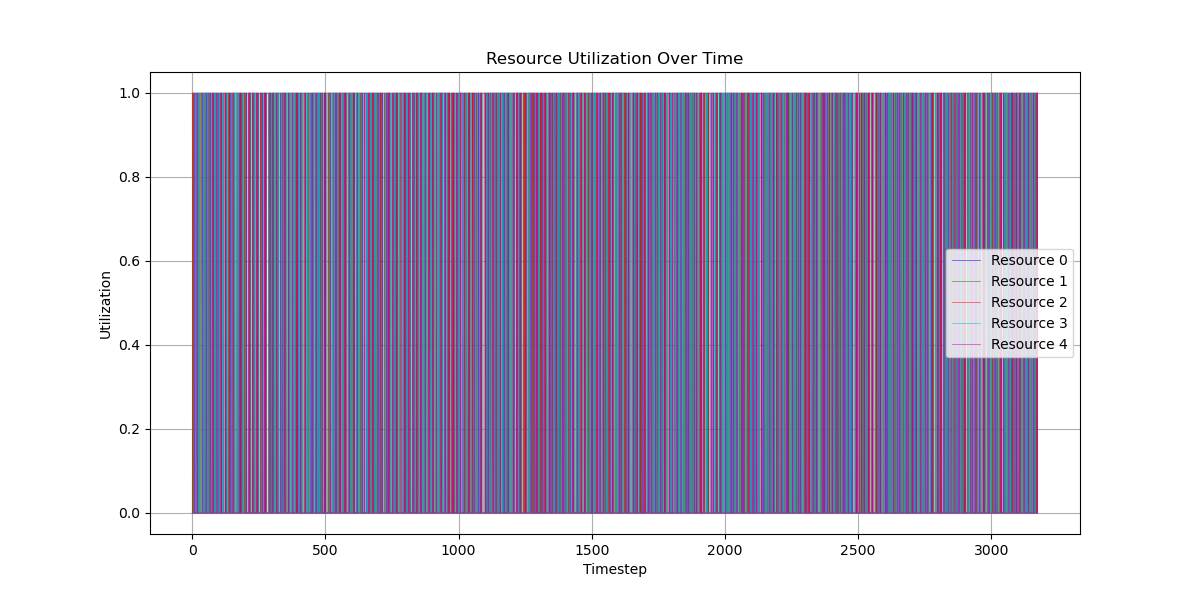 Resource Utilization Over Time
Utilization
1.0
0.8
0.6
0.4
0.2
0.0
Resource 0
Resource 1
Resource 2
Resource 3
Resource 4
0 500 1000 1500 2000 2500 3000
Timestep